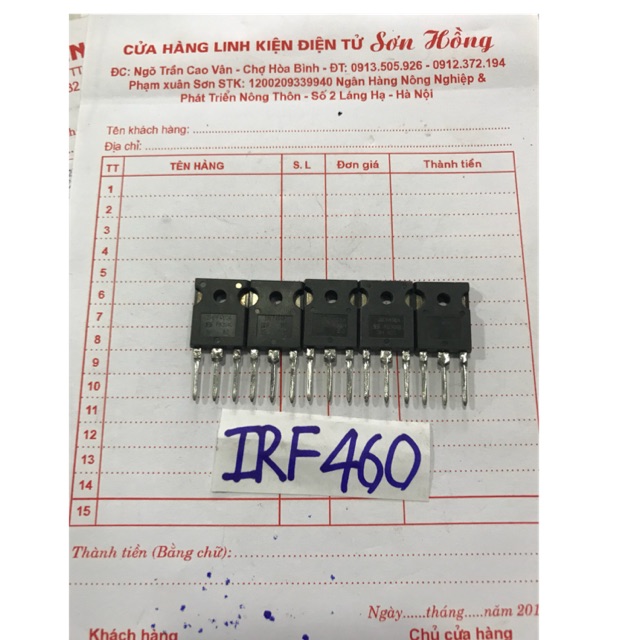 CỬA HÀNG LINH KIỆN ĐIỆN TỬ Sơn Hồng
ĐC: Ngõ Trần Cao Vân - Chợ Hòa Bình - ĐT: 0913.505.926 - 0912.372.194
Phạm xuân Sơn STK: 1200209339940 Ngân Hàng Nông Nghiệp &
Phát Triển Nông Thôn - Số 2 Láng Hạ - Hà Nội
Tên khách hàng:
Địa chỉ:
TT TÊN HÀNG S.L Đơn giá Thành tiền
1
2
3
4
5
6
7
8
9
10
11
12
13
14
15
IRF460
Thành tiền (Bằng chữ):
Ngày......tháng......năm 201
Khách hàng Chủ cửa hàng